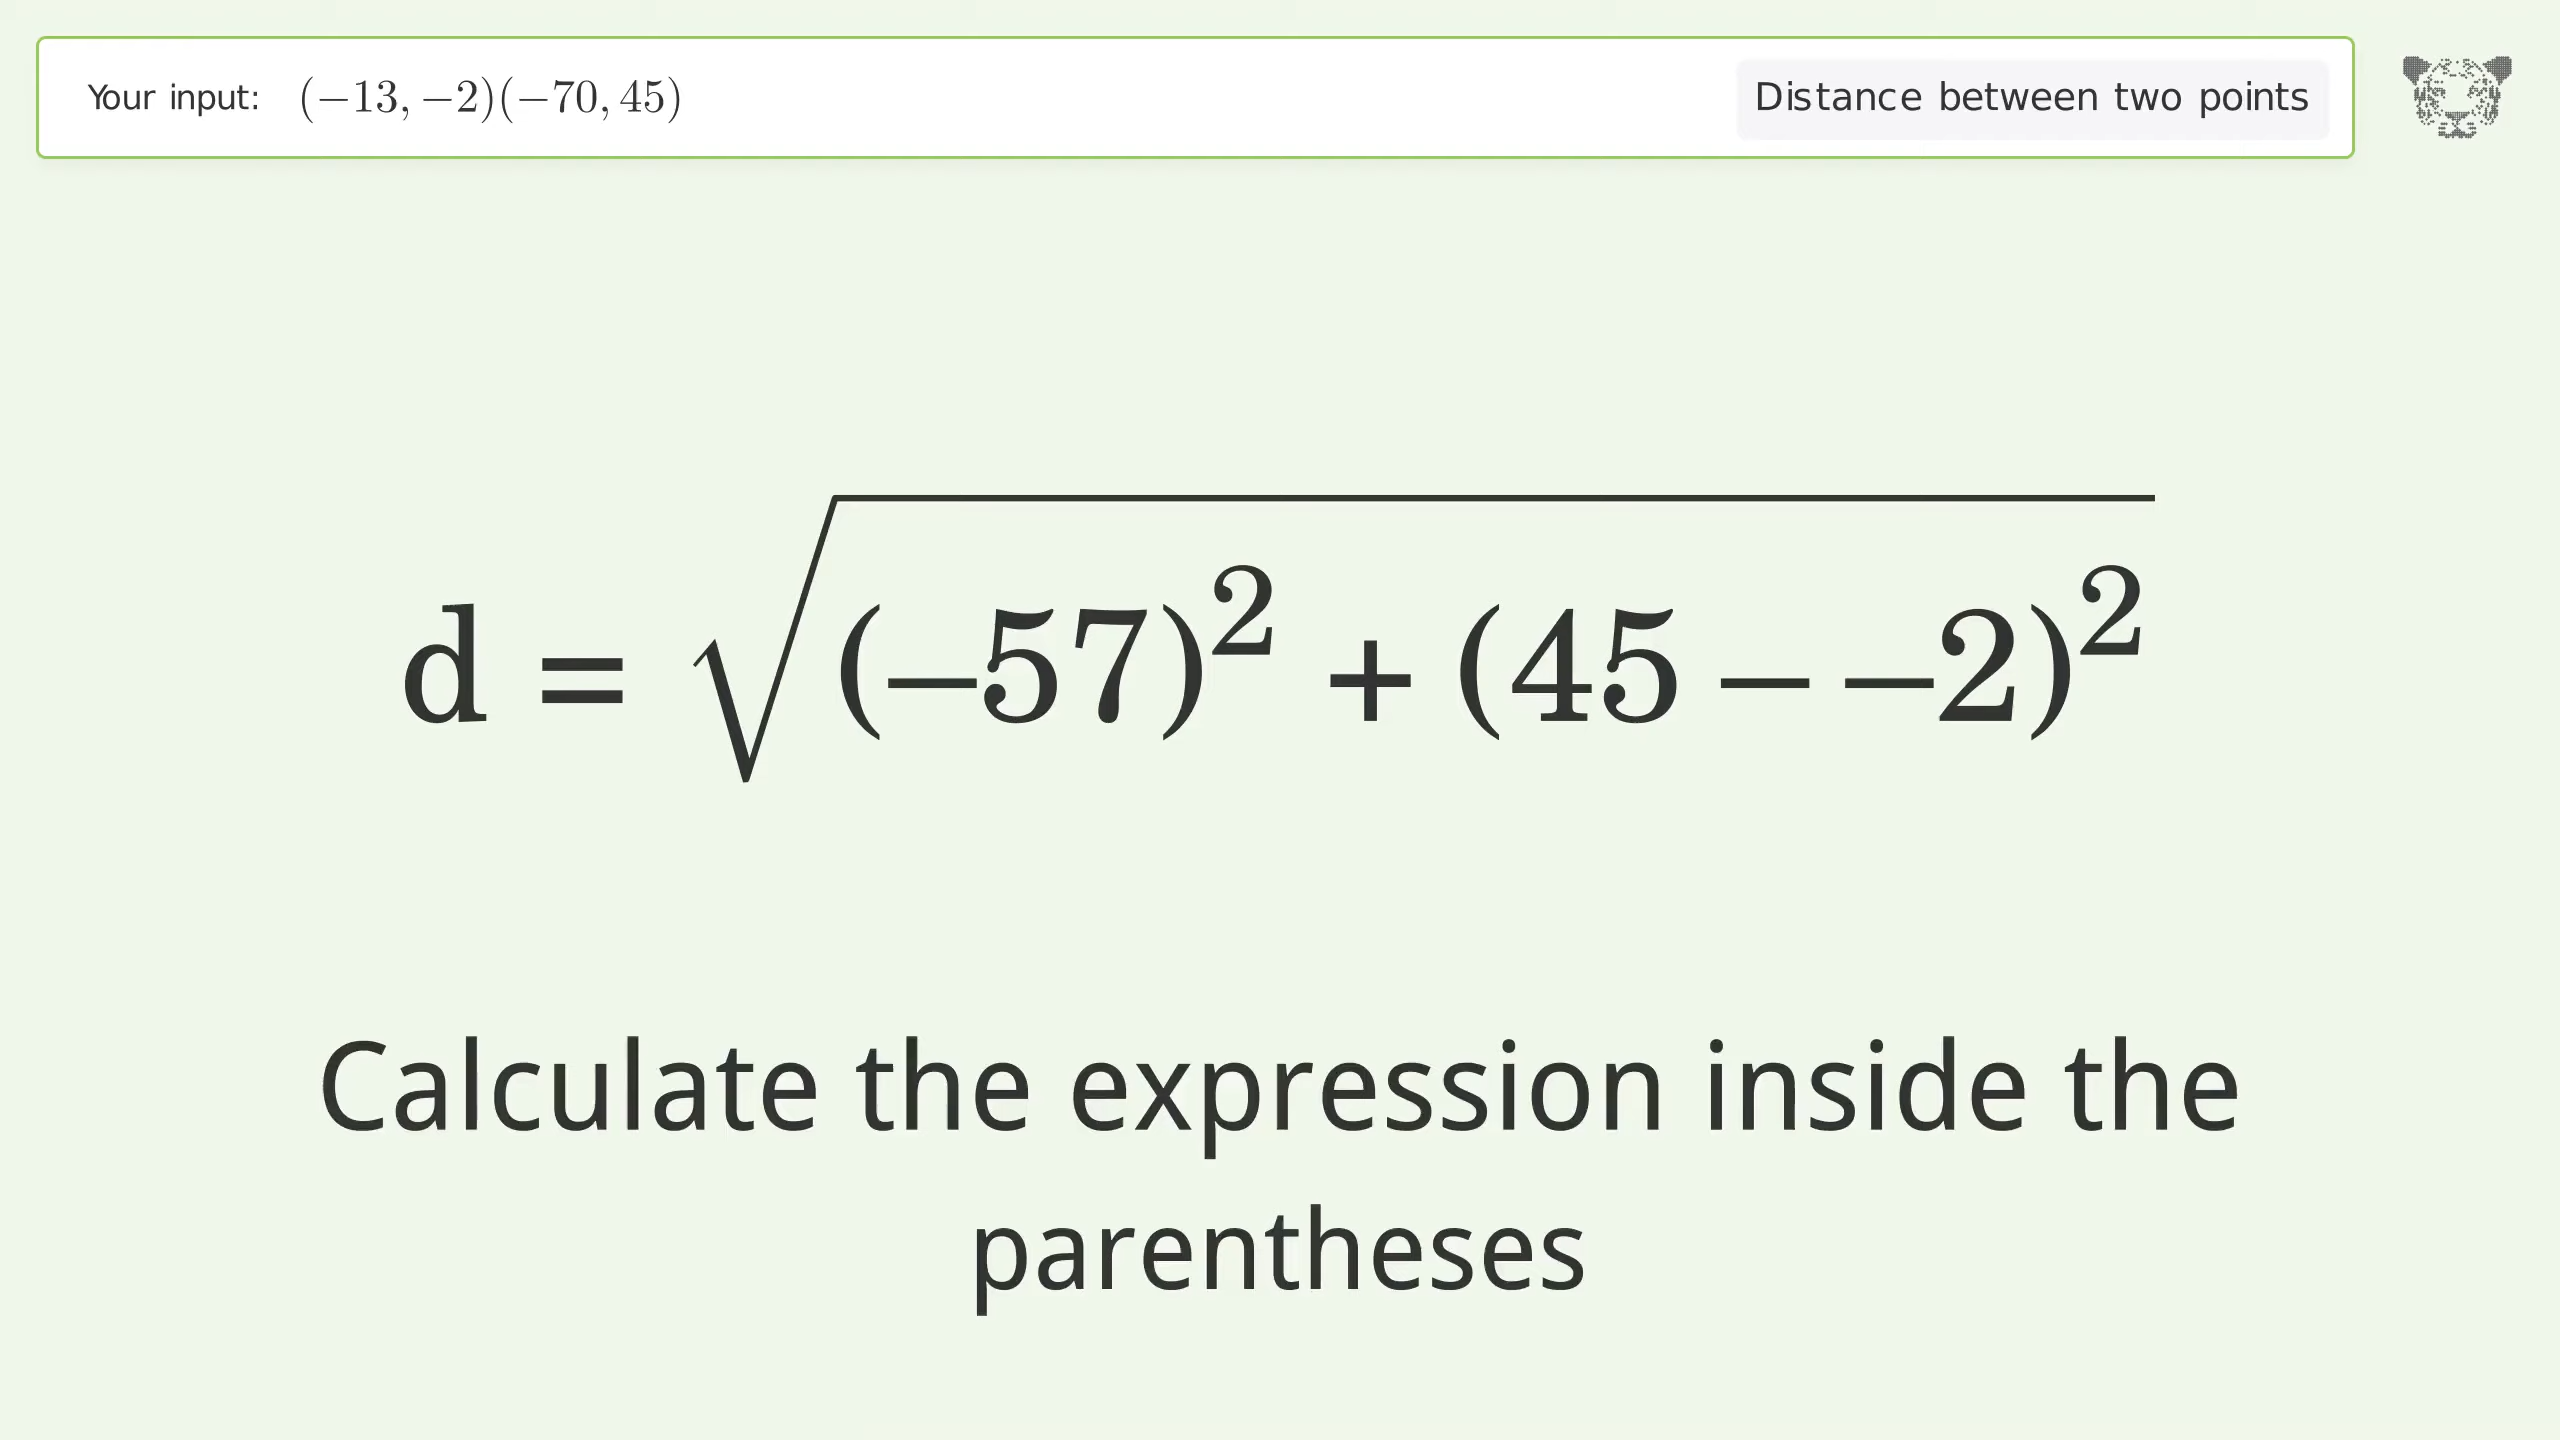 Your input: (−13, −2)(−70, 45)
Distance between two points
d = √(−57)² + (45 − −2)²
Calculate the expression inside the
parentheses